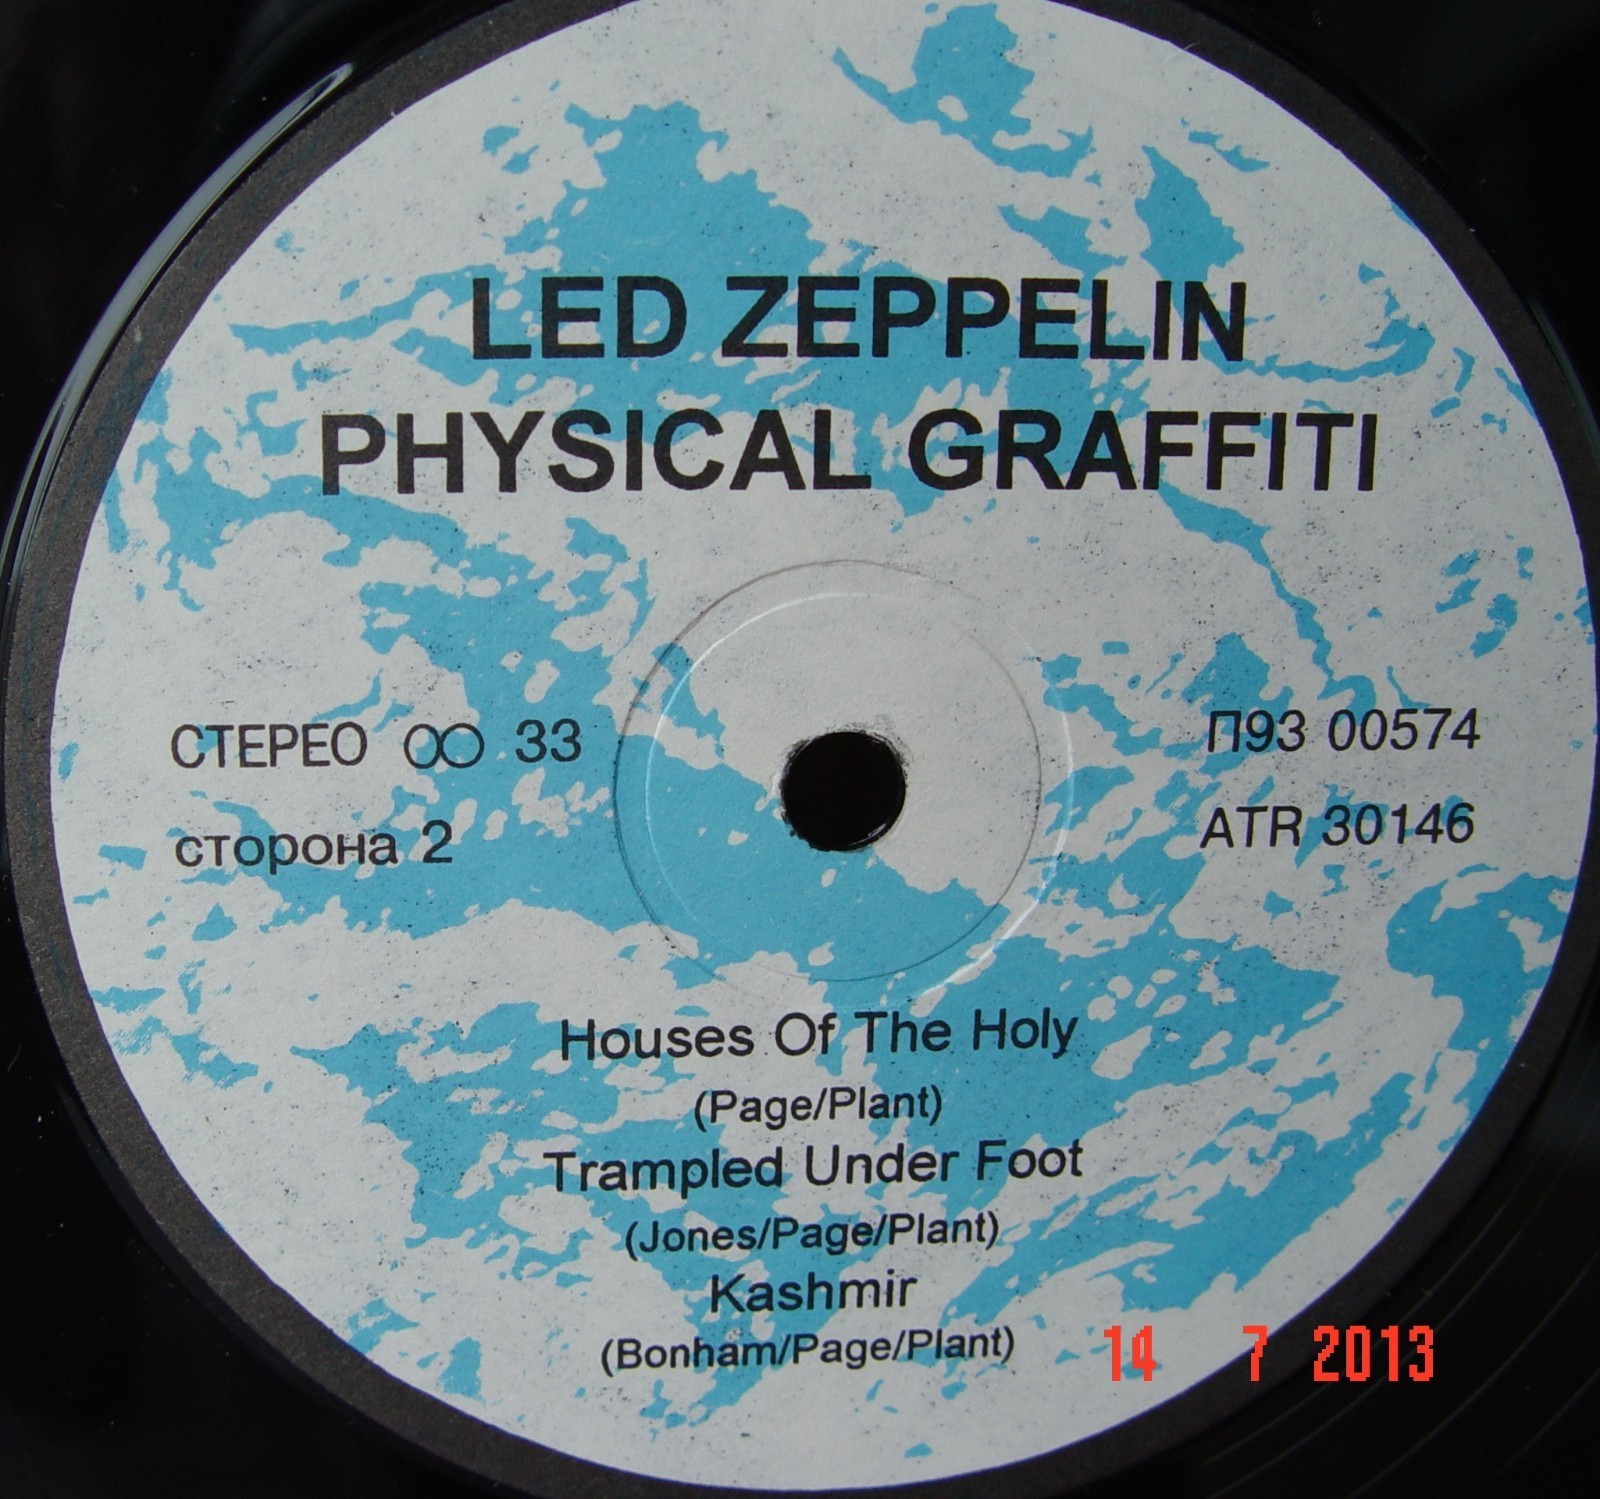 LED ZEPPELIN
PHYSICAL GRAFFITI
СТЕРЕО ꝏ 33
П93 00574
сторона 2
ATR 30146
Houses Of The Holy
(Page/Plant)
Trampled Under Foot
(Jones/Page/Plant)
Kashmir
(Bonham/Page/Plant)
14 7 2013